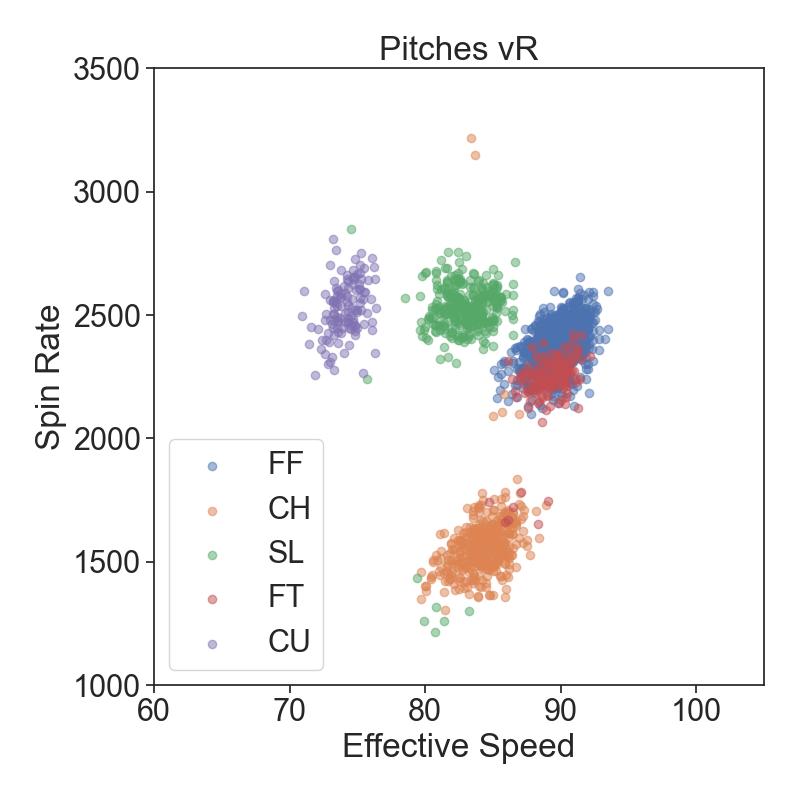 Pitches vR
3500
3000
2500
2000
1500
1000
Spin Rate
FF
CH
SL
FT
CU
60 70 80 90 100
Effective Speed